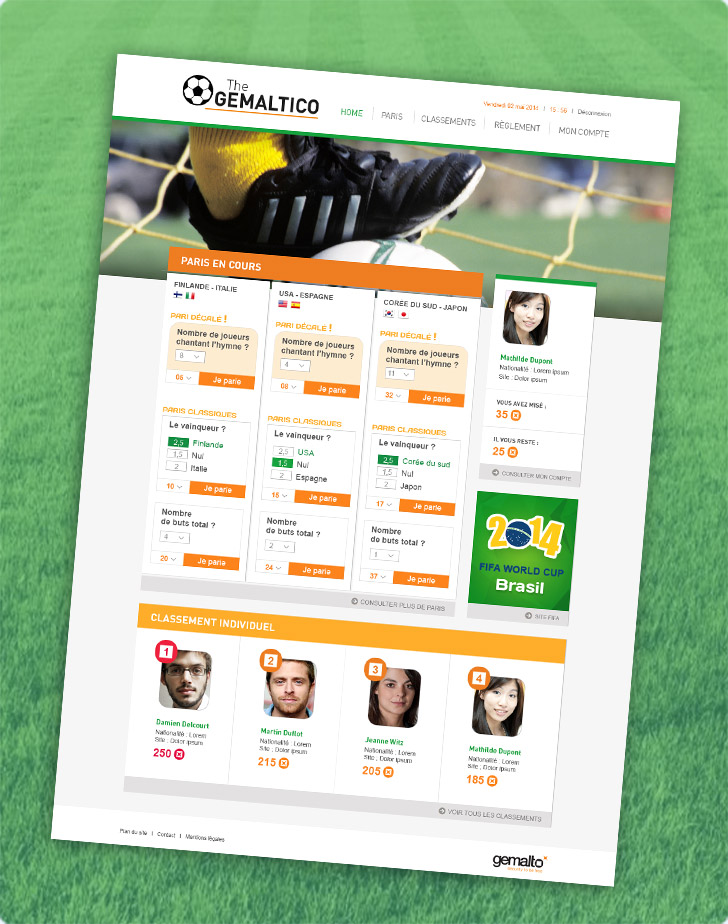 The
GEMALTICO
Vendredi 02 mai 2014 | 15 : 56 | Déconnexion
HOME
PARIS
CLASSEMENTS
RÈGLEMENT
MON COMPTE
PARIS EN COURS
FINLANDE - ITALIE
PARI DÉCALÉ !
Nombre de joueurs
chantant l'hymne ?
8
05
Je parie
PARIS CLASSIQUES
Le vainqueur ?
2,5 Finlande
1,5 Nul
2 Italie
10
Je parie
Nombre
de buts total ?
4
20
Je parie
USA - ESPAGNE
PARI DÉCALÉ !
Nombre de joueurs
chantant l'hymne ?
4
08
Je parie
PARIS CLASSIQUES
Le vainqueur ?
2,5 USA
1,5 Nul
2 Espagne
15
Je parie
Nombre
de buts total ?
2
24
Je parie
CORÉE DU SUD - JAPON
PARI DÉCALÉ !
Nombre de joueurs
chantant l'hymne ?
11
32
Je parie
PARIS CLASSIQUES
Le vainqueur ?
2,5 Corée du sud
1,5 Nul
2 Japon
17
Je parie
Nombre
de buts total ?
1
37
Je parie
CONSULTER PLUS DE PARIS
Mathilde Dupont
Nationalité : Lorem ipsum
Site : Dolor ipsum
VOUS AVEZ MISÉ :
35
IL VOUS RESTE :
25
CONSULTER MON COMPTE
2014
FIFA WORLD CUP
Brasil
SITE FIFA
CLASSEMENT INDIVIDUEL
1
Damien Delcourt
Nationalité : Lorem
Site : Dolor ipsum
250
2
Martin Duflot
Nationalité : Lorem
Site : Dolor ipsum
215
3
Jeanne Witz
Nationalité : Lorem
Site : Dolor ipsum
205
4
Mathilde Dupont
Nationalité : Lorem
Site : Dolor ipsum
185
VOIR TOUS LES CLASSEMENTS
Plan du site | Contact | Mentions légales
gemalto